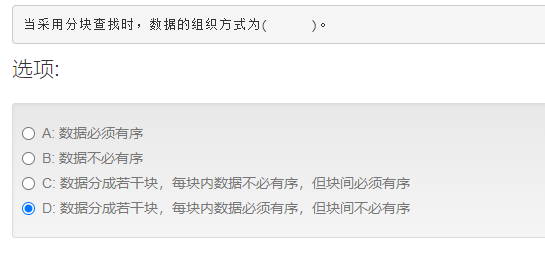 当采用分块查找时，数据的组织方式为(      )。
选项:
A: 数据必须有序
B: 数据不必有序
C: 数据分成若干块，每块内数据不必有序，但块间必须有序
D: 数据分成若干块，每块内数据必须有序，但块间不必有序